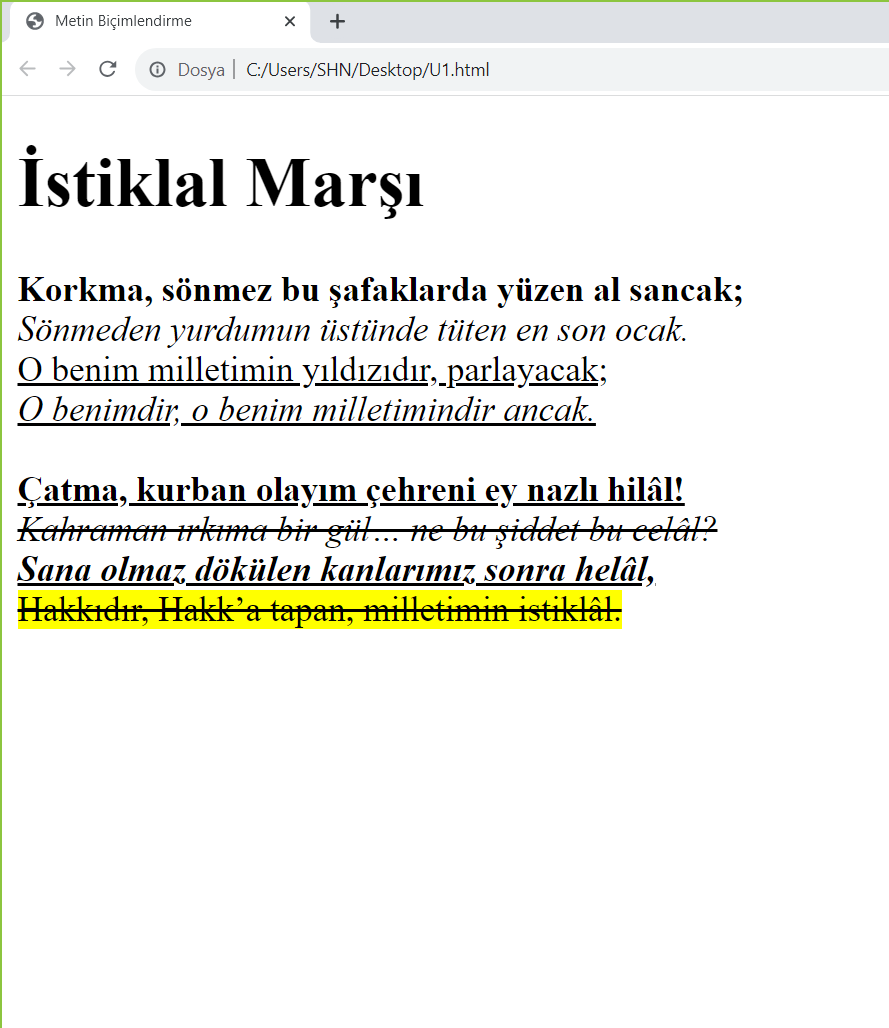 Metin Biçimlendirme
Dosya | C:/Users/SHN/Desktop/U1.html
İstiklal Marşı
Korkma, sönmez bu şafaklarda yüzen al sancak;
Sönmeden yurdumun üstünde tüten en son ocak.
O benim milletimin yıldızıdır, parlayacak;
O benimdir, o benim milletimindir ancak.
Çatma, kurban olayım çehreni ey nazlı hilâl!
Kahraman ırkıma bir gül… ne bu şiddet bu celâl?
Sana olmaz dökülen kanlarımız sonra helâl,
Hakkıdır, Hakk’a tapan, milletimin istiklâl.